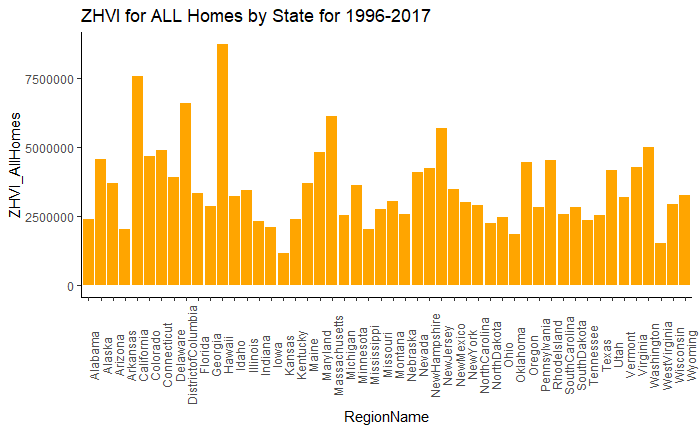 ZHVI for ALL Homes by State for 1996-2017
ZHVI_AllHomes
7500000
5000000
2500000
0
Alabama
Alaska
Arizona
Arkansas
California
Colorado
Connecticut
Delaware
DistrictofColumbia
Florida
Georgia
Hawaii
Idaho
Illinois
Indiana
Iowa
Kansas
Kentucky
Maine
Maryland
Massachusetts
Michigan
Minnesota
Mississippi
Missouri
Montana
Nebraska
Nevada
NewHampshire
NewJersey
NewMexico
NewYork
NorthCarolina
NorthDakota
Ohio
Oklahoma
Oregon
Pennsylvania
RhodeIsland
SouthCarolina
SouthDakota
Tennessee
Texas
Utah
Vermont
Virginia
Washington
WestVirginia
Wisconsin
Wyoming
RegionName